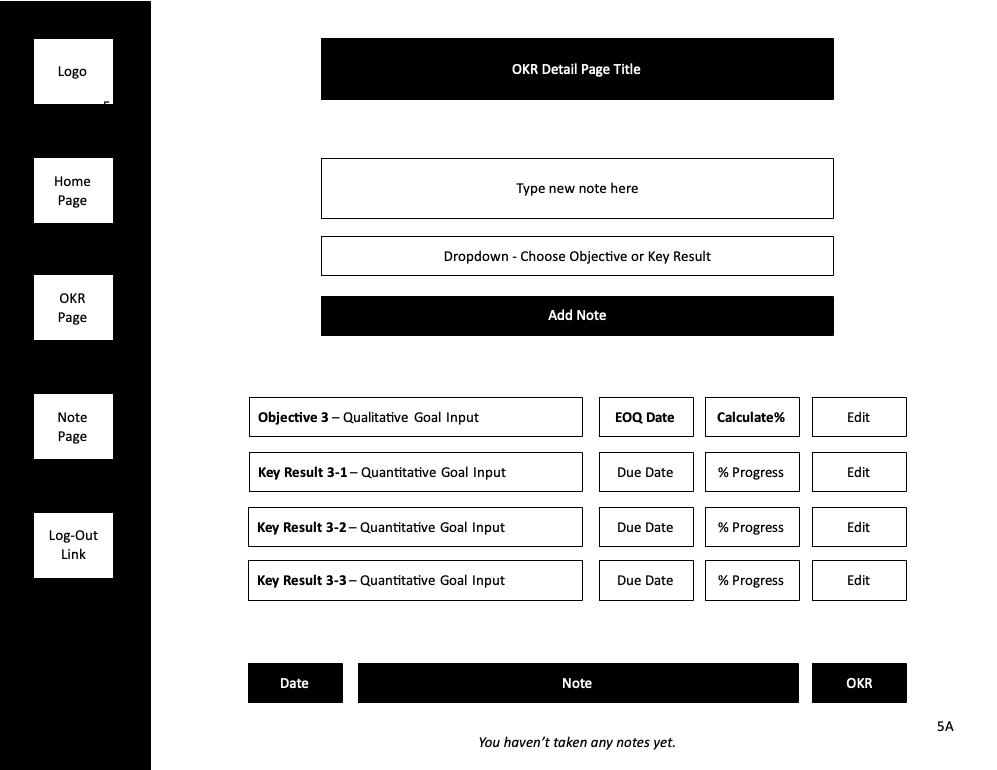 Logo
Home
Page
OKR
Page
Note
Page
Log-Out
Link
OKR Detail Page Title
Type new note here
Dropdown - Choose Objective or Key Result
Add Note
Objective 3 – Qualitative Goal Input EOQ Date Calculate% Edit
Key Result 3-1 – Quantitative Goal Input Due Date % Progress Edit
Key Result 3-2 – Quantitative Goal Input Due Date % Progress Edit
Key Result 3-3 – Quantitative Goal Input Due Date % Progress Edit
Date Note OKR
You haven’t taken any notes yet.
5A